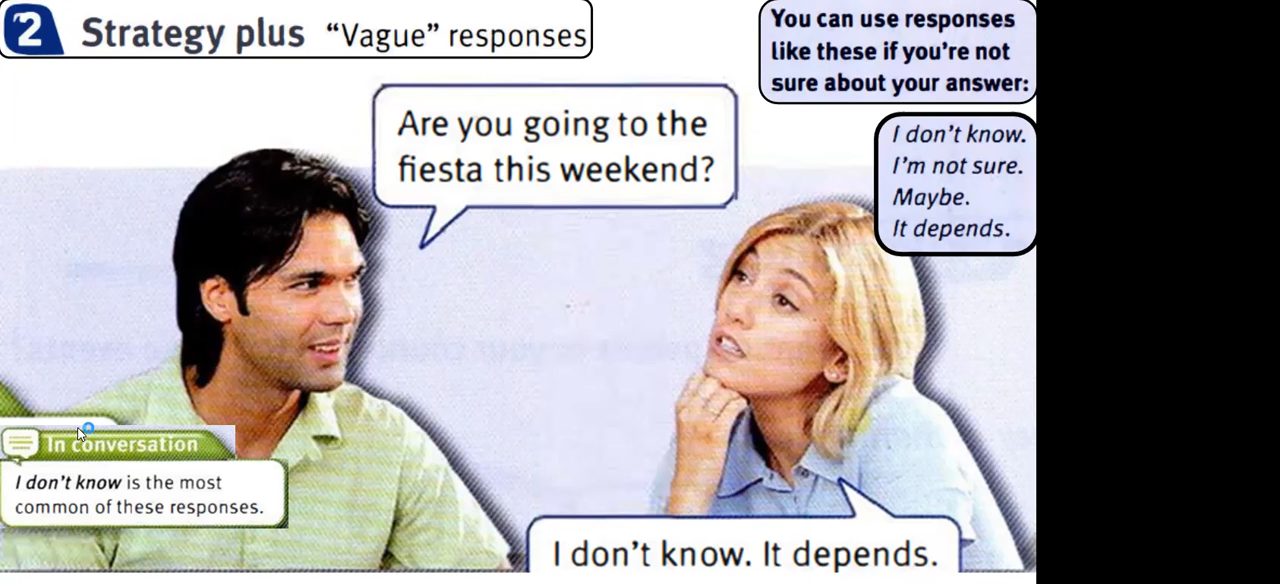 2 Strategy plus "Vague" responses
You can use responses
like these if you're not
sure about your answer:
I don't know.
I'm not sure.
Maybe.
It depends.
Are you going to the
fiesta this weekend?
In conversation
I don't know is the most
common of these responses.
I don't know. It depends.